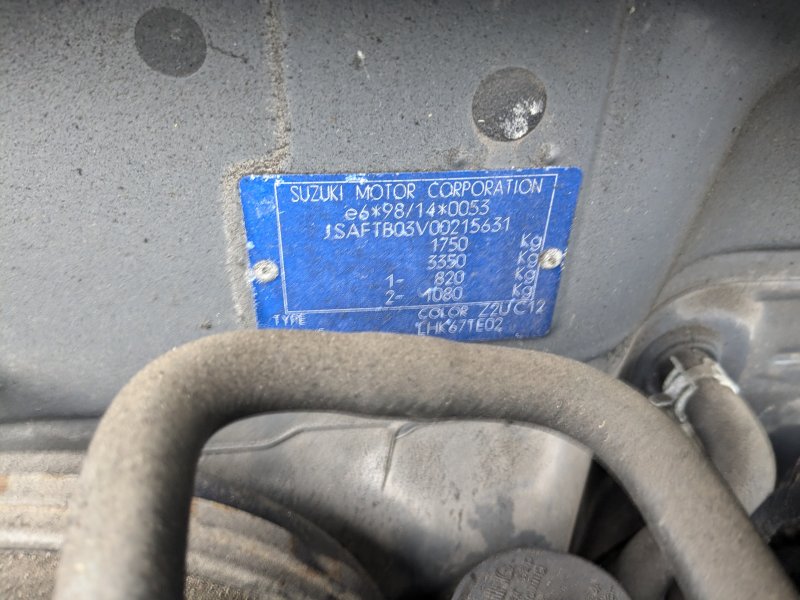 SUZUKI MOTOR CORPORATION
e6*98/14*0053
JSAFTB03V00215631
1750 Kg
3350 Kg
1- 820 Kg
2- 1080 Kg
TYPE COLOR Z2U C12
LHK67TE02